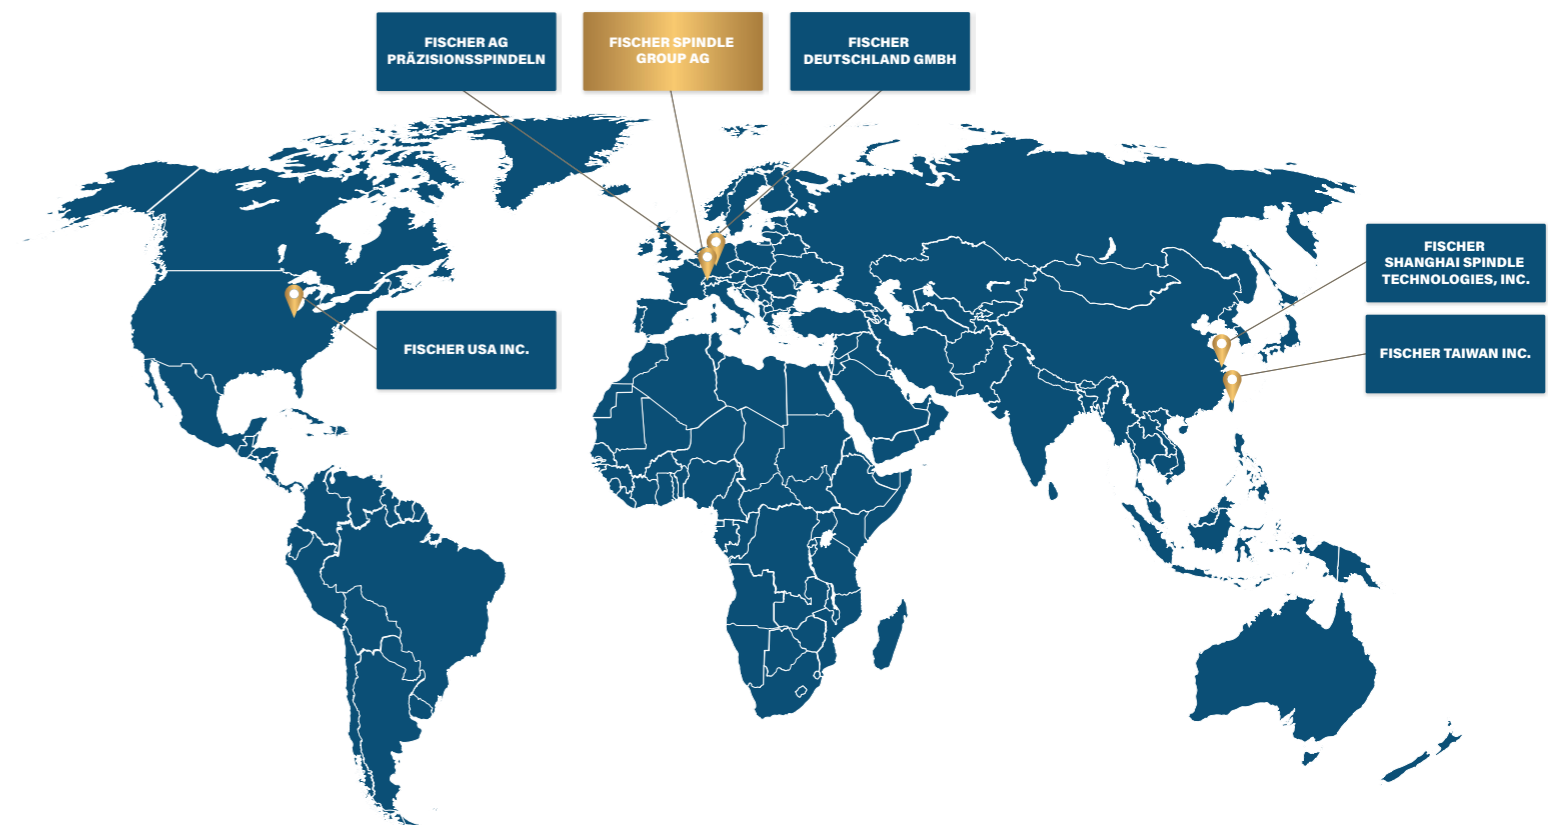 FISCHER AG
PRÄZISIONSSPINDELN
FISCHER SPINDLE
GROUP AG
FISCHER
DEUTSCHLAND GMBH
FISCHER
SHANGHAI SPINDLE
TECHNOLOGIES, INC.
FISCHER USA INC.
FISCHER TAIWAN INC.